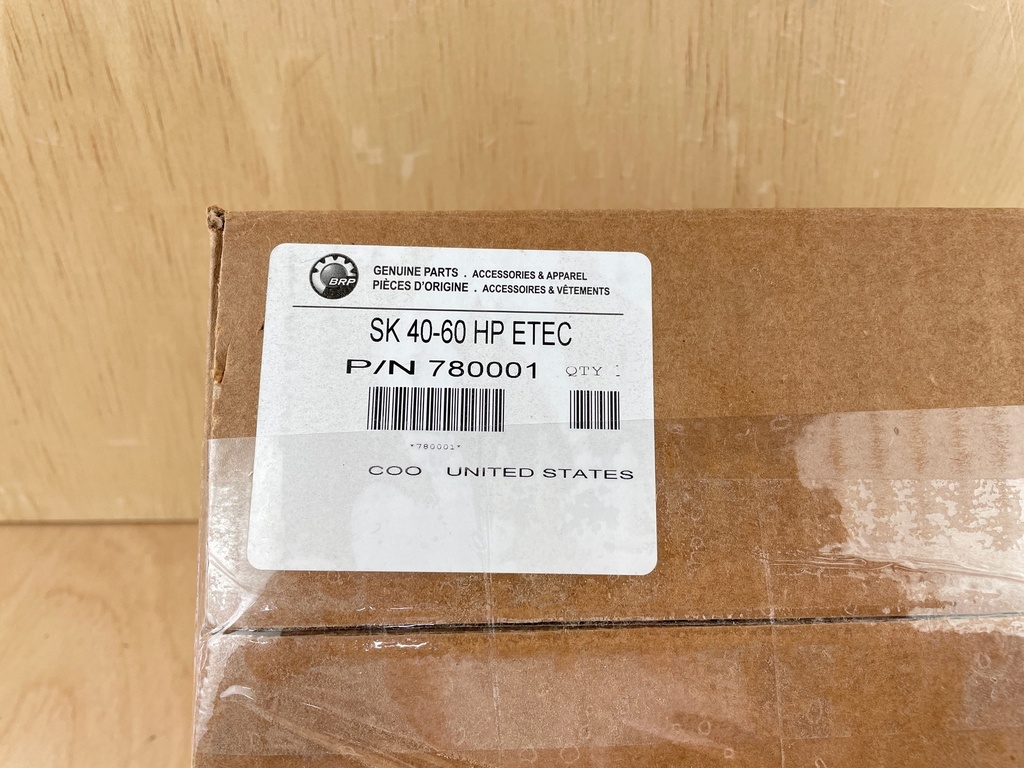 BRP
GENUINE PARTS . ACCESSORIES & APPAREL
PIÈCES D'ORIGINE . ACCESSOIRES & VÊTEMENTS
SK 40-60 HP ETEC
P/N 780001 QTY 1
*780001*
COO UNITED STATES